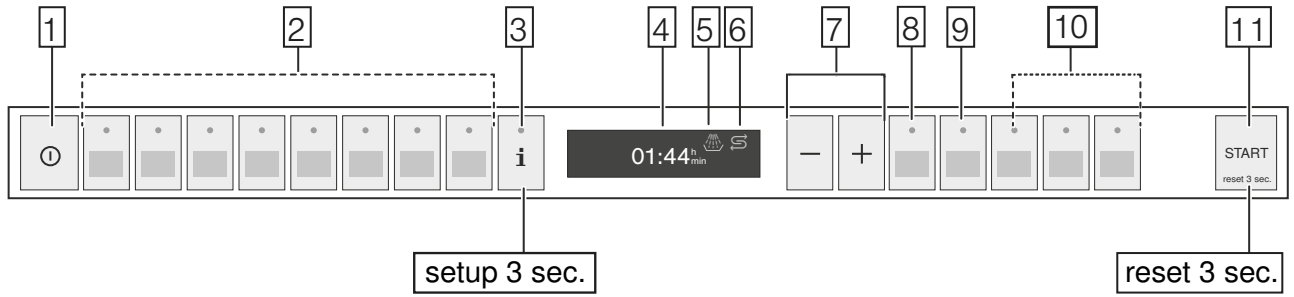 1 2 3 4 5 6 7 8 9 10 11
i 01:44 h min − + START
reset 3 sec.
setup 3 sec. reset 3 sec.